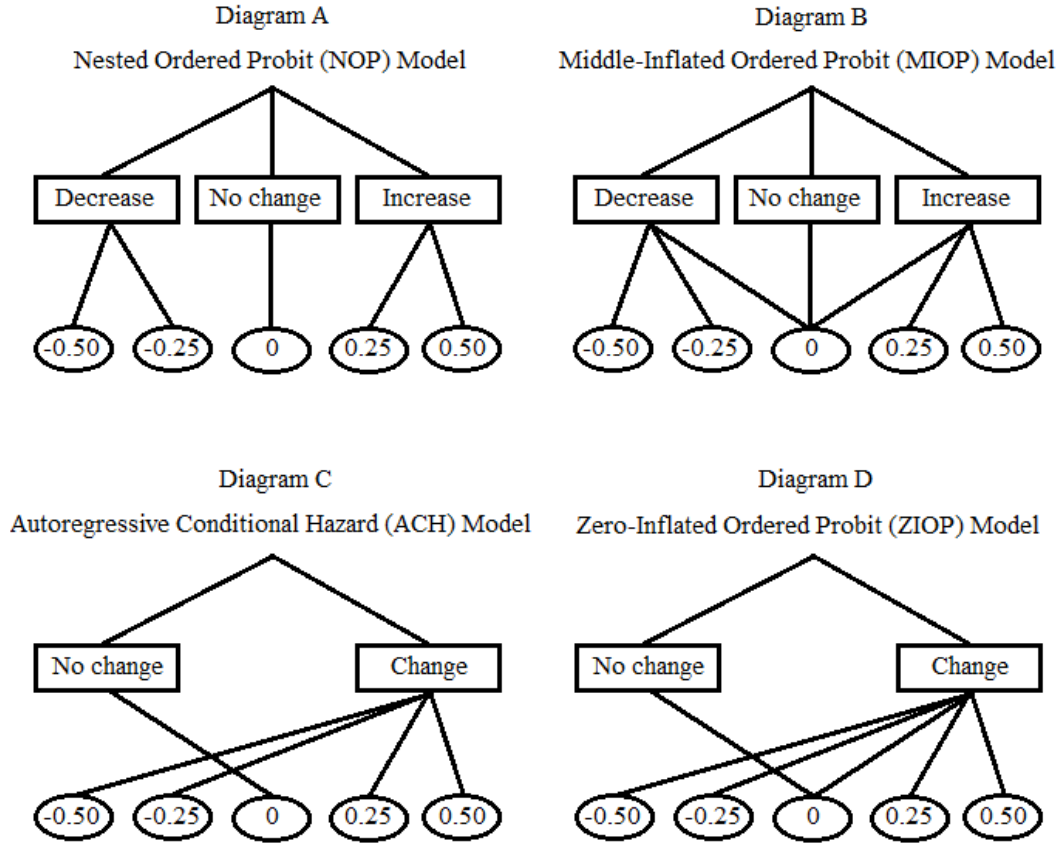 Diagram A
Nested Ordered Probit (NOP) Model
Decrease No change Increase
-0.50 -0.25 0 0.25 0.50
Diagram B
Middle-Inflated Ordered Probit (MIOP) Model
Decrease No change Increase
-0.50 -0.25 0 0.25 0.50
Diagram C
Autoregressive Conditional Hazard (ACH) Model
No change Change
-0.50 -0.25 0 0.25 0.50
Diagram D
Zero-Inflated Ordered Probit (ZIOP) Model
No change Change
-0.50 -0.25 0 0.25 0.50